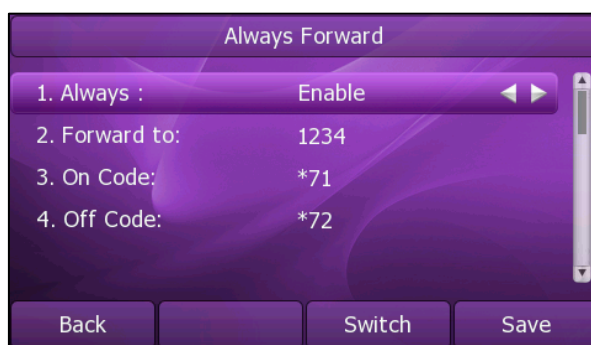 Always Forward
1. Always : Enable
2. Forward to: 1234
3. On Code: *71
4. Off Code: *72
Back Switch Save